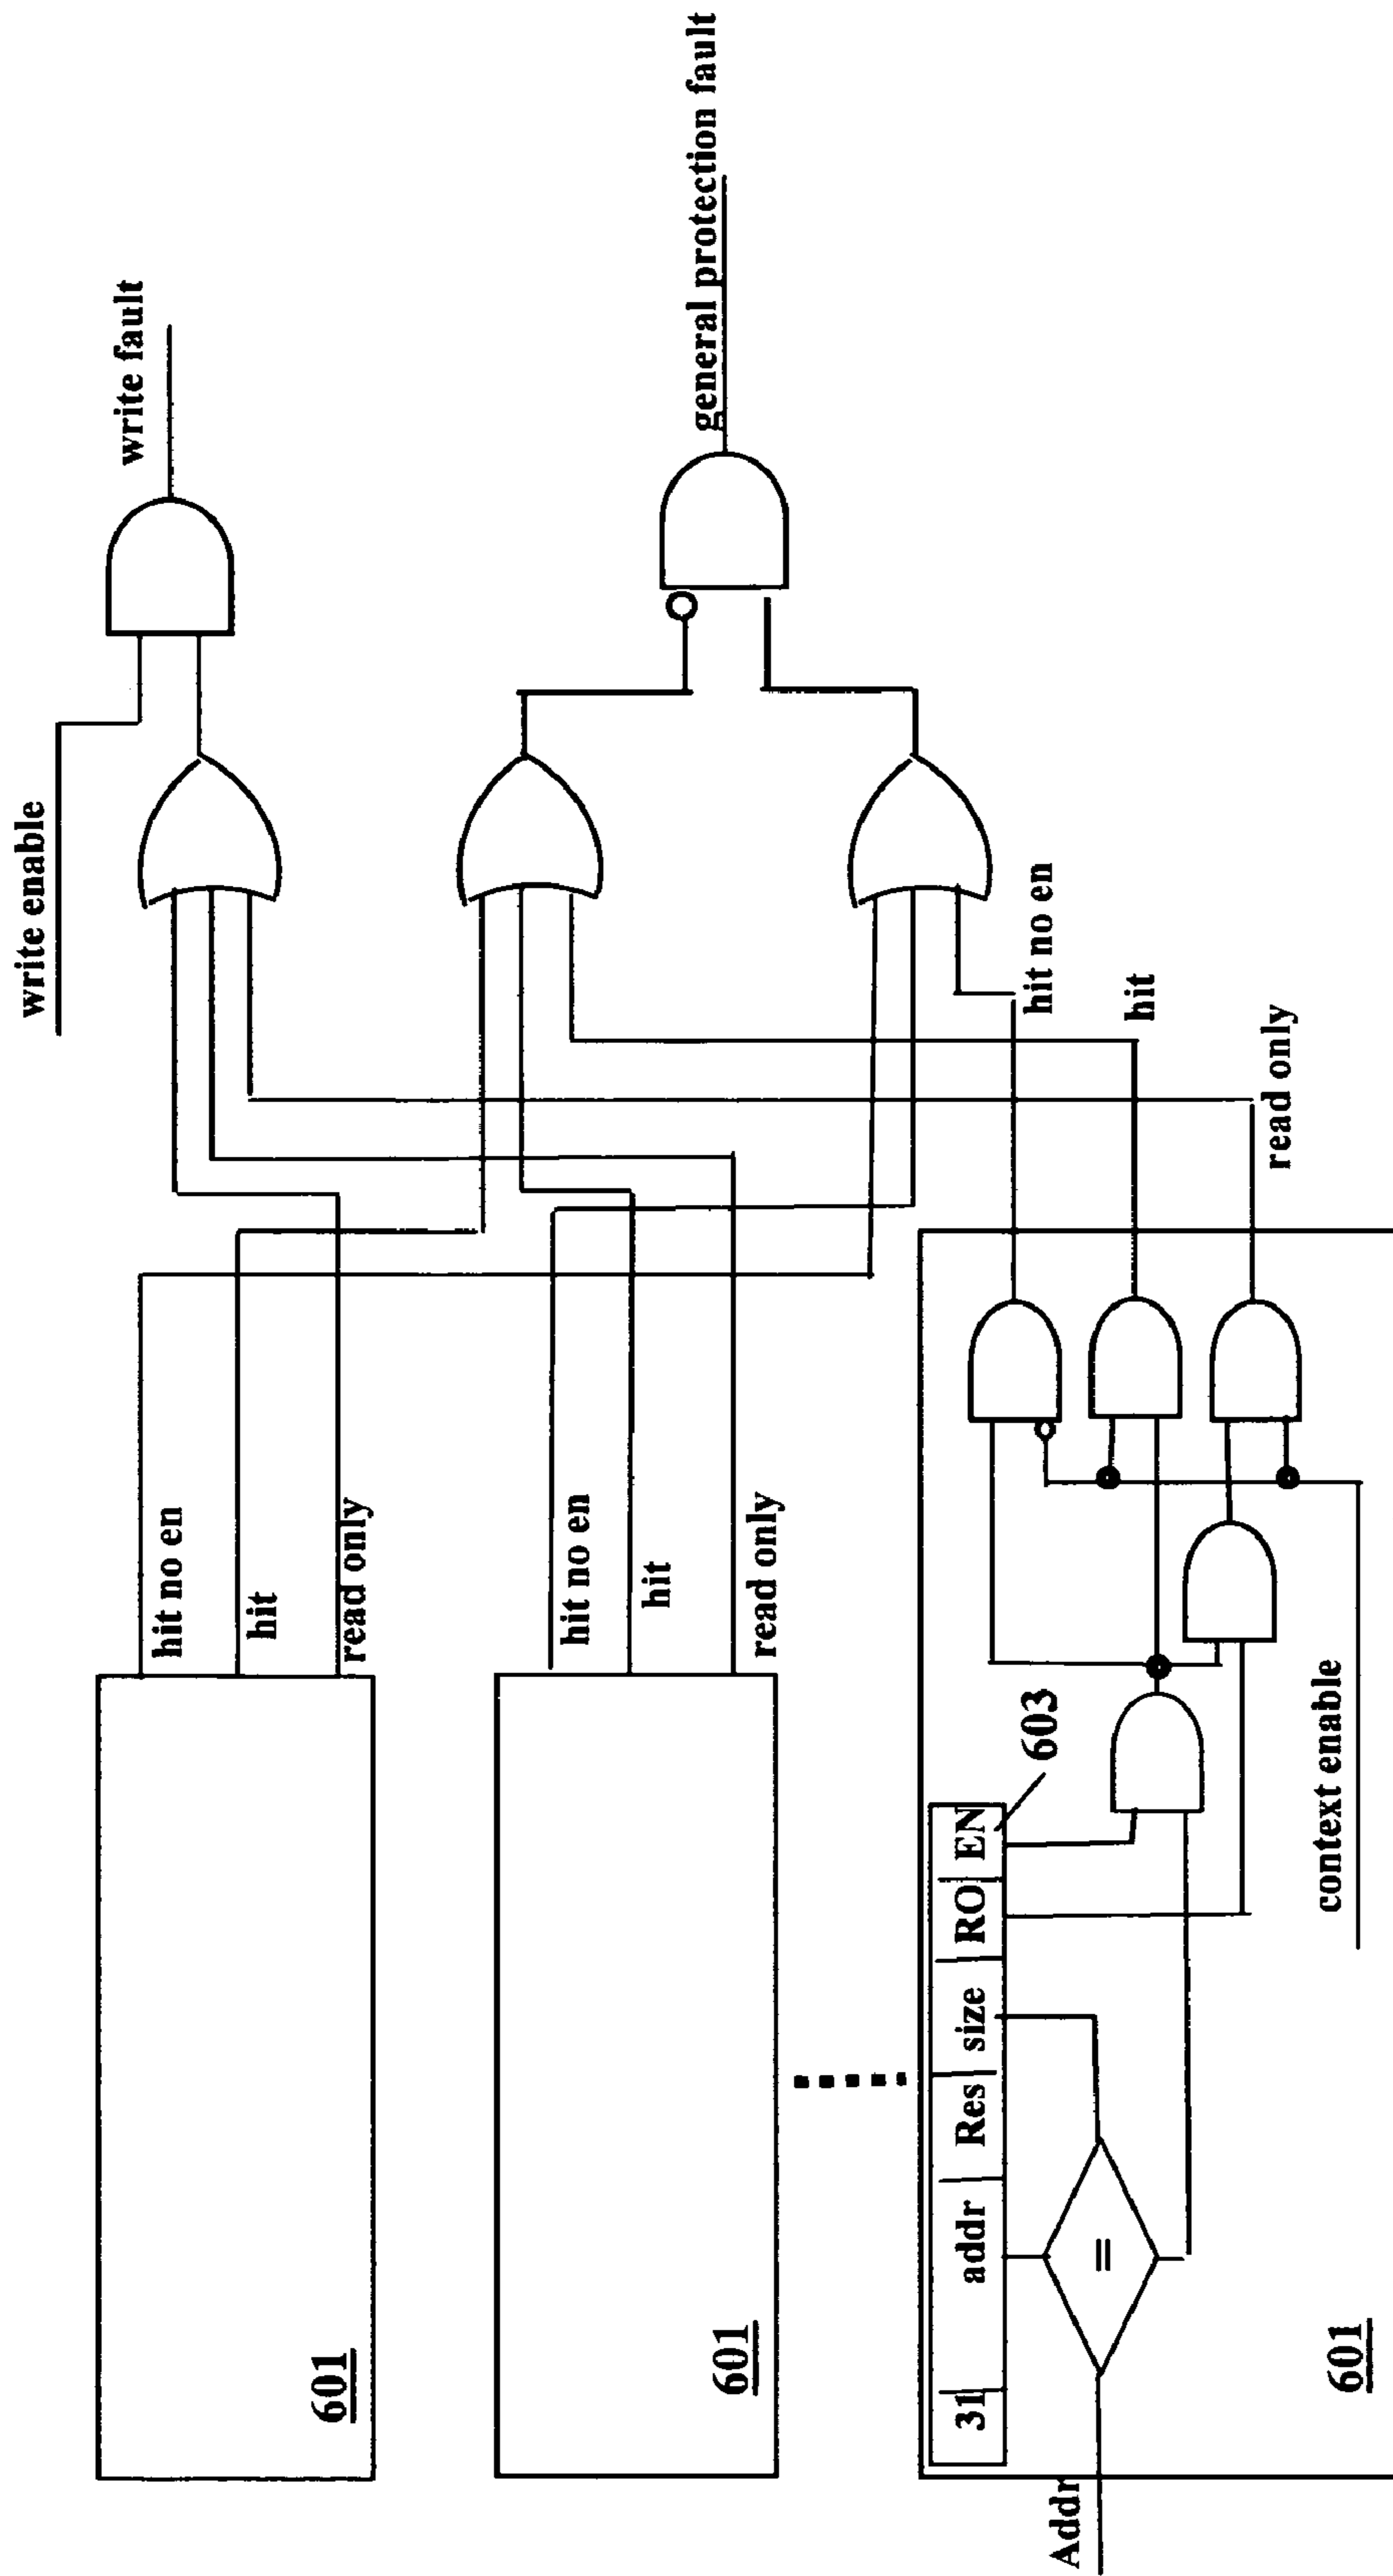 write enable
write fault
general protection fault
hit no en
hit
read only
601
hit no en
hit
read only
601
hit no en
hit
read only
31 addr Res size RO EN
603
=
Addr
context enable
601